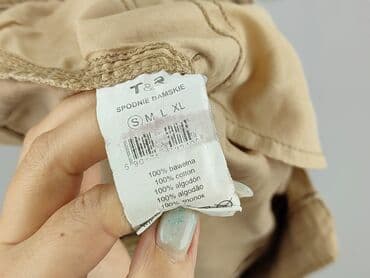 T&R
SPODNIE DAMSKIE
S M L XL
100% bawełna
100% cotton
100% algodón
100% algodão